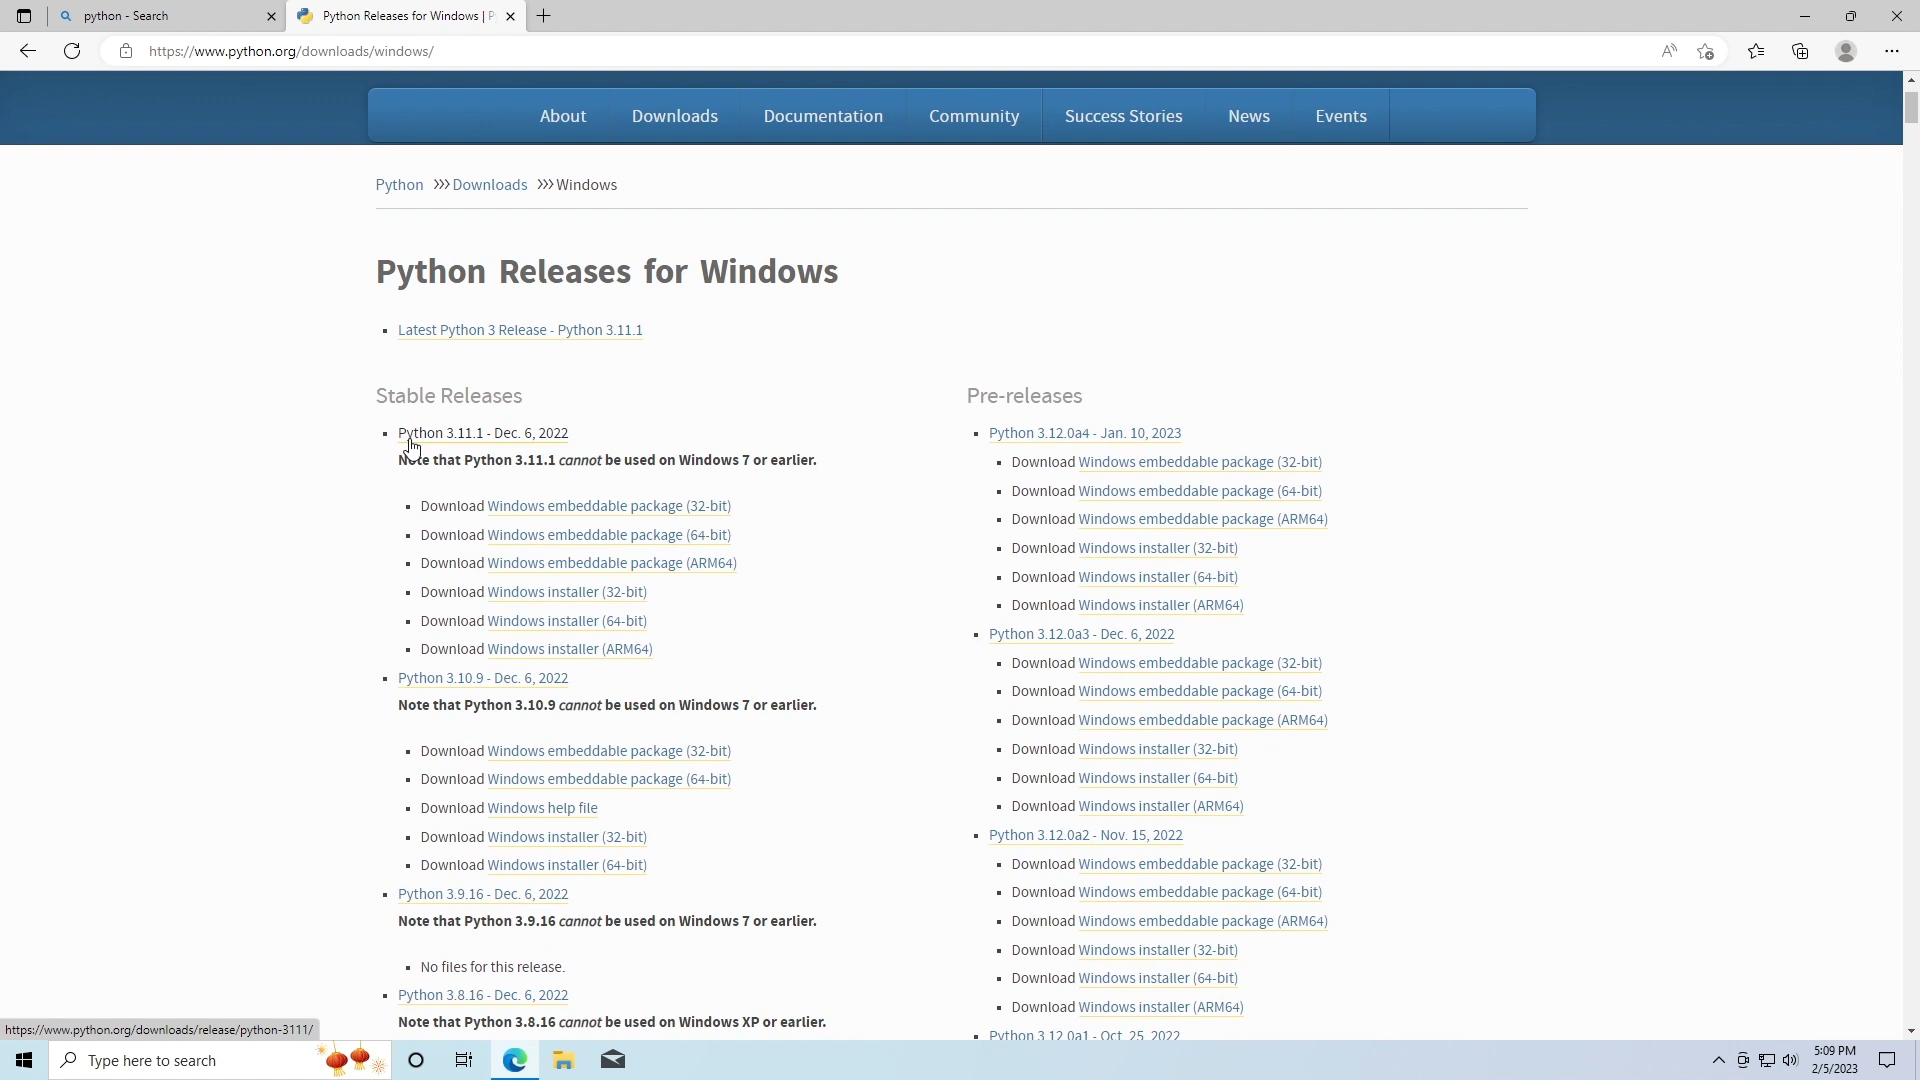 python - Search
Python Releases for Windows | P
https://www.python.org/downloads/windows/
About Downloads Documentation Community Success Stories News Events
Python Downloads Windows
Python Releases for Windows
Latest Python 3 Release - Python 3.11.1
Stable Releases
Python 3.11.1 - Dec. 6, 2022
Note that Python 3.11.1 cannot be used on Windows 7 or earlier.
Download Windows embeddable package (32-bit)
Download Windows embeddable package (64-bit)
Download Windows embeddable package (ARM64)
Download Windows installer (32-bit)
Download Windows installer (64-bit)
Download Windows installer (ARM64)
Python 3.10.9 - Dec. 6, 2022
Note that Python 3.10.9 cannot be used on Windows 7 or earlier.
Download Windows embeddable package (32-bit)
Download Windows embeddable package (64-bit)
Download Windows help file
Download Windows installer (32-bit)
Download Windows installer (64-bit)
Python 3.9.16 - Dec. 6, 2022
Note that Python 3.9.16 cannot be used on Windows 7 or earlier.
No files for this release.
Python 3.8.16 - Dec. 6, 2022
Note that Python 3.8.16 cannot be used on Windows XP or earlier.
Pre-releases
Python 3.12.0a4 - Jan. 10, 2023
Download Windows embeddable package (32-bit)
Download Windows embeddable package (64-bit)
Download Windows embeddable package (ARM64)
Download Windows installer (32-bit)
Download Windows installer (64-bit)
Download Windows installer (ARM64)
Python 3.12.0a3 - Dec. 6, 2022
Download Windows embeddable package (32-bit)
Download Windows embeddable package (64-bit)
Download Windows embeddable package (ARM64)
Download Windows installer (32-bit)
Download Windows installer (64-bit)
Download Windows installer (ARM64)
Python 3.12.0a2 - Nov. 15, 2022
Download Windows embeddable package (32-bit)
Download Windows embeddable package (64-bit)
Download Windows embeddable package (ARM64)
Download Windows installer (32-bit)
Download Windows installer (64-bit)
Download Windows installer (ARM64)
Python 3.12.0a1 - Oct. 25, 2022
https://www.python.org/downloads/release/python-3111/
Type here to search
5:09 PM
2/5/2023